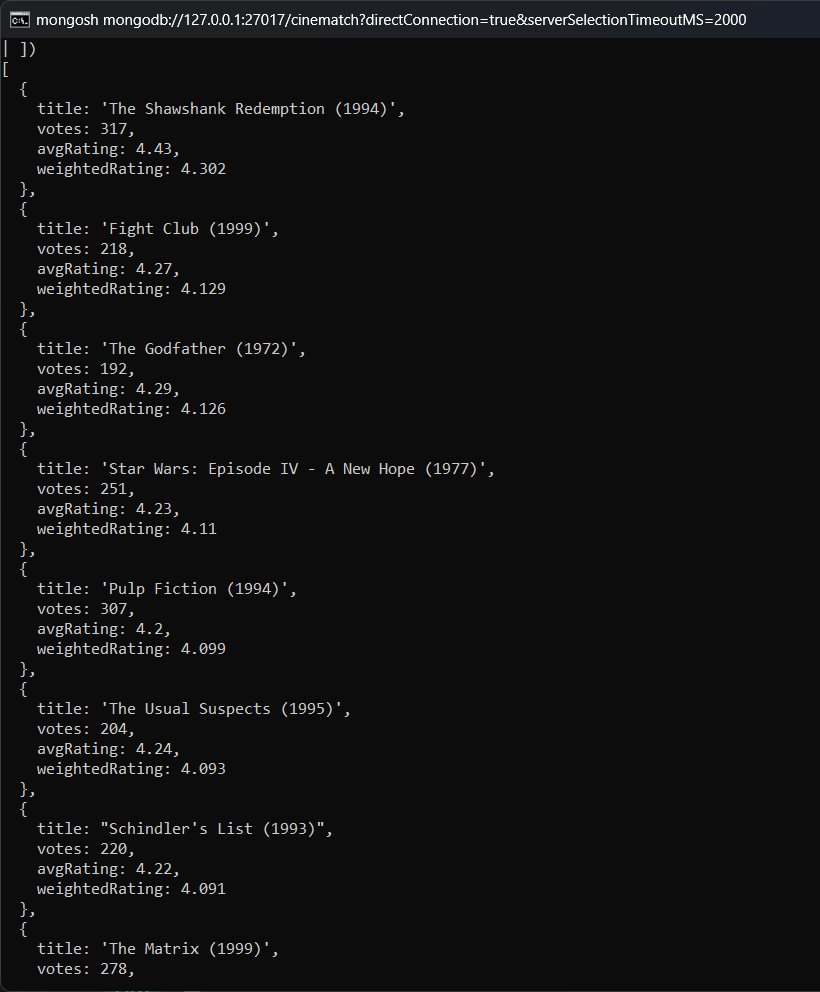 mongosh mongodb://127.0.0.1:27017/cinematch?directConnection=true&serverSelectionTimeoutMS=2000
| ])
[
  {
    title: 'The Shawshank Redemption (1994)',
    votes: 317,
    avgRating: 4.43,
    weightedRating: 4.302
  },
  {
    title: 'Fight Club (1999)',
    votes: 218,
    avgRating: 4.27,
    weightedRating: 4.129
  },
  {
    title: 'The Godfather (1972)',
    votes: 192,
    avgRating: 4.29,
    weightedRating: 4.126
  },
  {
    title: 'Star Wars: Episode IV - A New Hope (1977)',
    votes: 251,
    avgRating: 4.23,
    weightedRating: 4.11
  },
  {
    title: 'Pulp Fiction (1994)',
    votes: 307,
    avgRating: 4.2,
    weightedRating: 4.099
  },
  {
    title: 'The Usual Suspects (1995)',
    votes: 204,
    avgRating: 4.24,
    weightedRating: 4.093
  },
  {
    title: "Schindler's List (1993)",
    votes: 220,
    avgRating: 4.22,
    weightedRating: 4.091
  },
  {
    title: 'The Matrix (1999)',
    votes: 278,